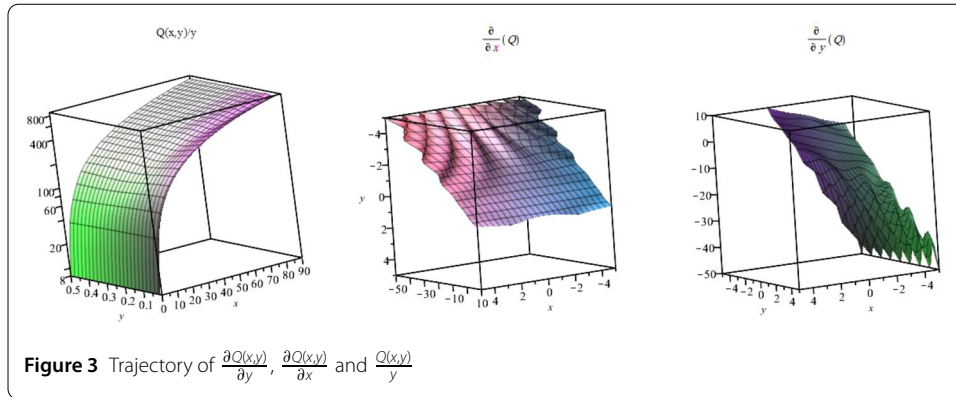 Q(x,y)/y
∂/∂x (Q)
∂/∂y (Q)
800
400
100
60
20
8
0.5 0.4 0.3 0.2 0.1
y
0 10 20 30 40 50 60 70 80 90
x
-4
-2
0
2
4
y
-50 -30 -10 10
4 2 0 -2 -4
x
10
0
-10
-20
-30
-40
-50
-4 -2 0 2 4
y
4 2 0 -2 -4
x
Figure 3 Trajectory of ∂Q(x,y)/∂y, ∂Q(x,y)/∂x and Q(x,y)/y